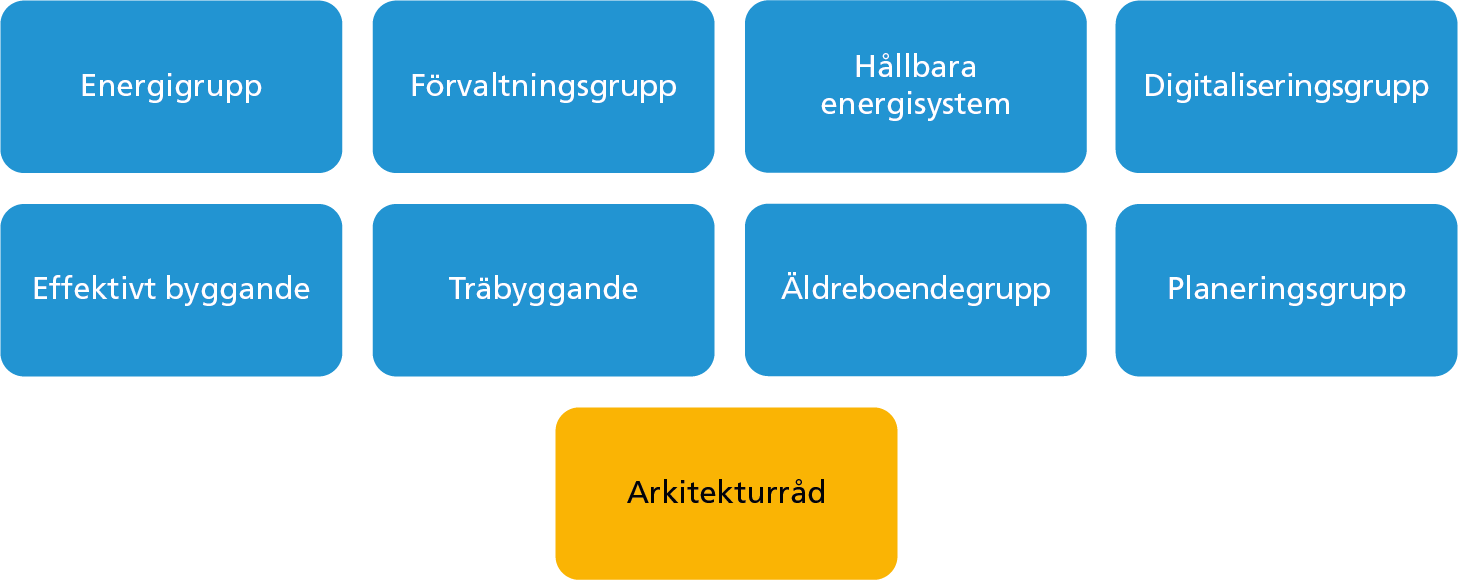 Energigrupp
Förvaltningsgrupp
Hållbara
energisystem
Digitaliseringsgrupp
Effektivt byggande
Träbyggande
Äldreboendegrupp
Planeringsgrupp
Arkitekturråd